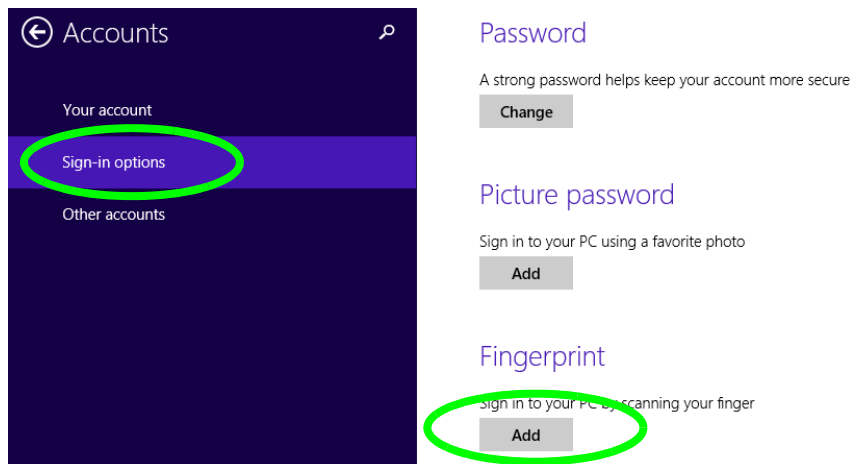 Accounts
Your account
Sign-in options
Other accounts
Password
A strong password helps keep your account more secure
Change
Picture password
Sign in to your PC using a favorite photo
Add
Fingerprint
Sign in to your PC by scanning your finger
Add